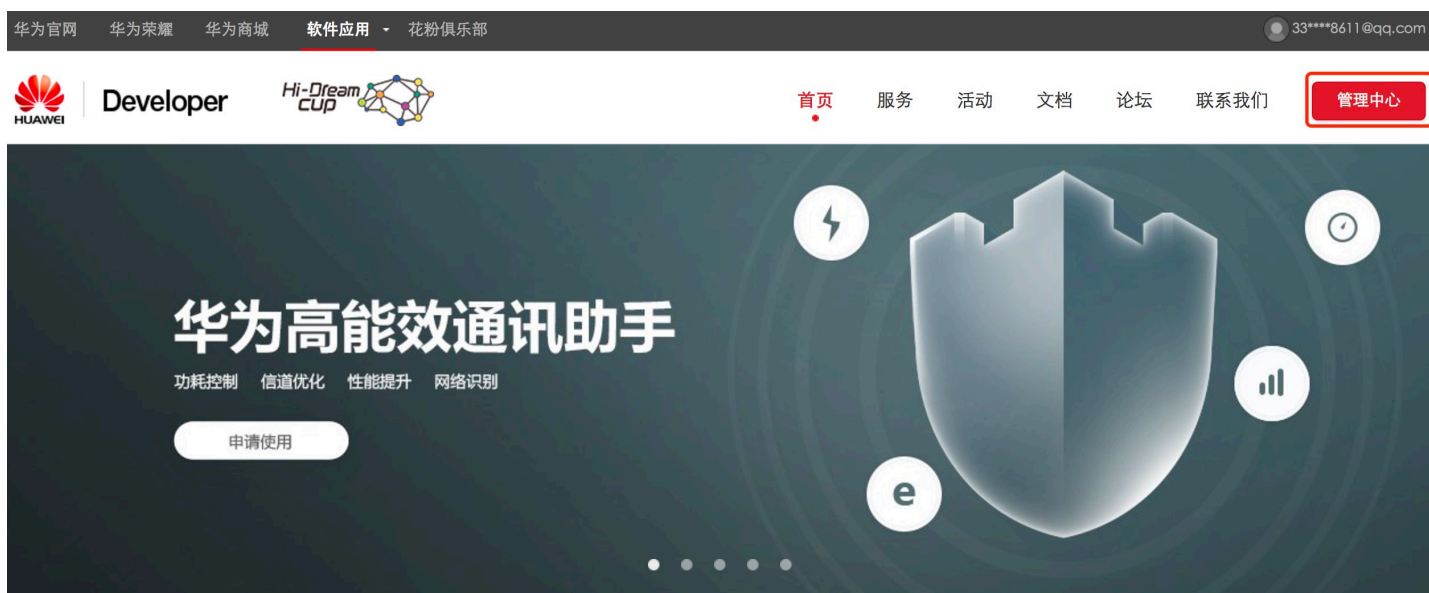 华为官网 华为荣耀 华为商城 软件应用 花粉俱乐部 33****8611@qq.com
HUAWEI Developer Hi-Dream CUP 首页 服务 活动 文档 论坛 联系我们 管理中心
华为高能效通讯助手
功耗控制 信道优化 性能提升 网络识别
申请使用
e